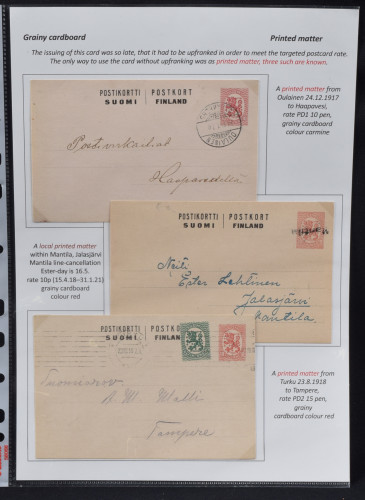 Grainy cardboard Printed matter
The issuing of this card was so late, that it had to be upfranked in order to meet the targeted postcard rate.
The only way to use the card without upfranking was as printed matter, three such are known.
POSTIKORTTI POSTKORT
SUOMI FINLAND
A printed matter from
Oulainen 24.12.1917
to Haapavesi,
rate PD1 10 pen,
grainy cardboard
colour carmine
A local printed matter
within Mantila, Jalasjärvi
Mantila line-cancellation
Ester-day is 16.5.
rate 10p (15.4.18–31.1.21)
grainy cardboard
colour red
POSTIKORTTI POSTKORT
SUOMI FINLAND
Neiti
Ester Lehtinen
Jalasjärvi
Mantila
POSTIKORTTI POSTKORT
SUOMI FINLAND
Tampere
A printed matter from
Turku 23.8.1918
to Tampere,
rate PD2 15 pen,
grainy
cardboard colour red